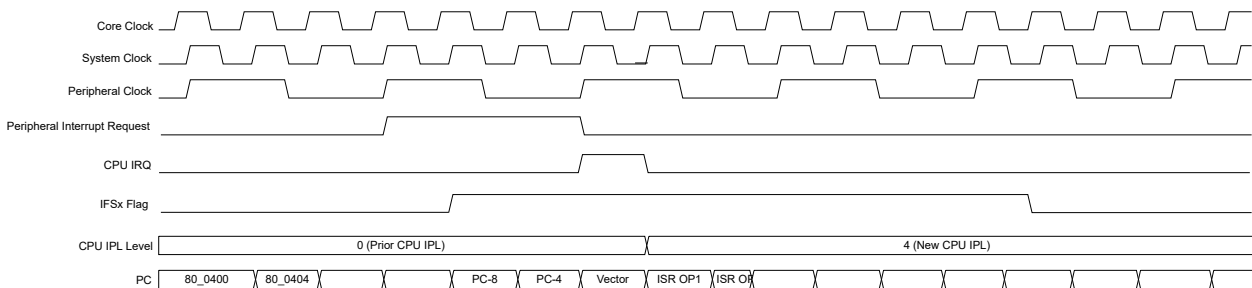 Core Clock
System Clock
Peripheral Clock
Peripheral Interrupt Request
CPU IRQ
IFSx Flag
CPU IPL Level 0 (Prior CPU IPL) 4 (New CPU IPL)
PC 80_0400 80_0404 PC-8 PC-4 Vector ISR OP1 ISR